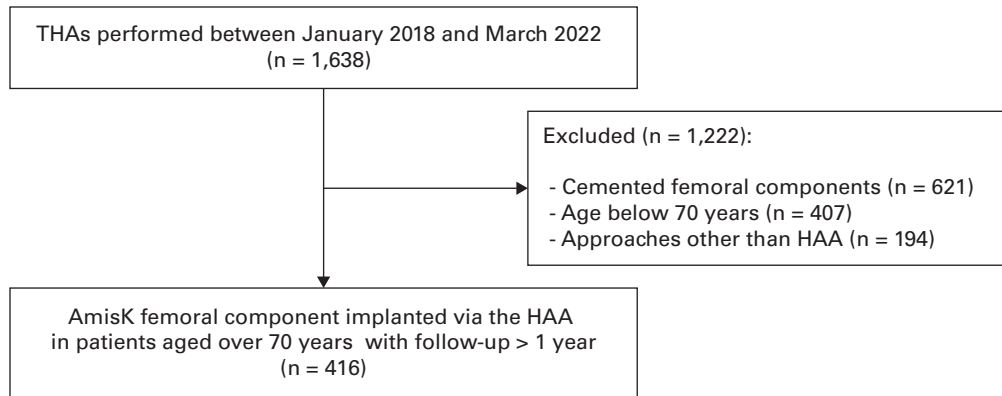 THAs performed between January 2018 and March 2022
(n = 1,638)
Excluded (n = 1,222):
- Cemented femoral components (n = 621)
- Age below 70 years (n = 407)
- Approaches other than HAA (n = 194)
AmisK femoral component implanted via the HAA
in patients aged over 70 years with follow-up > 1 year
(n = 416)